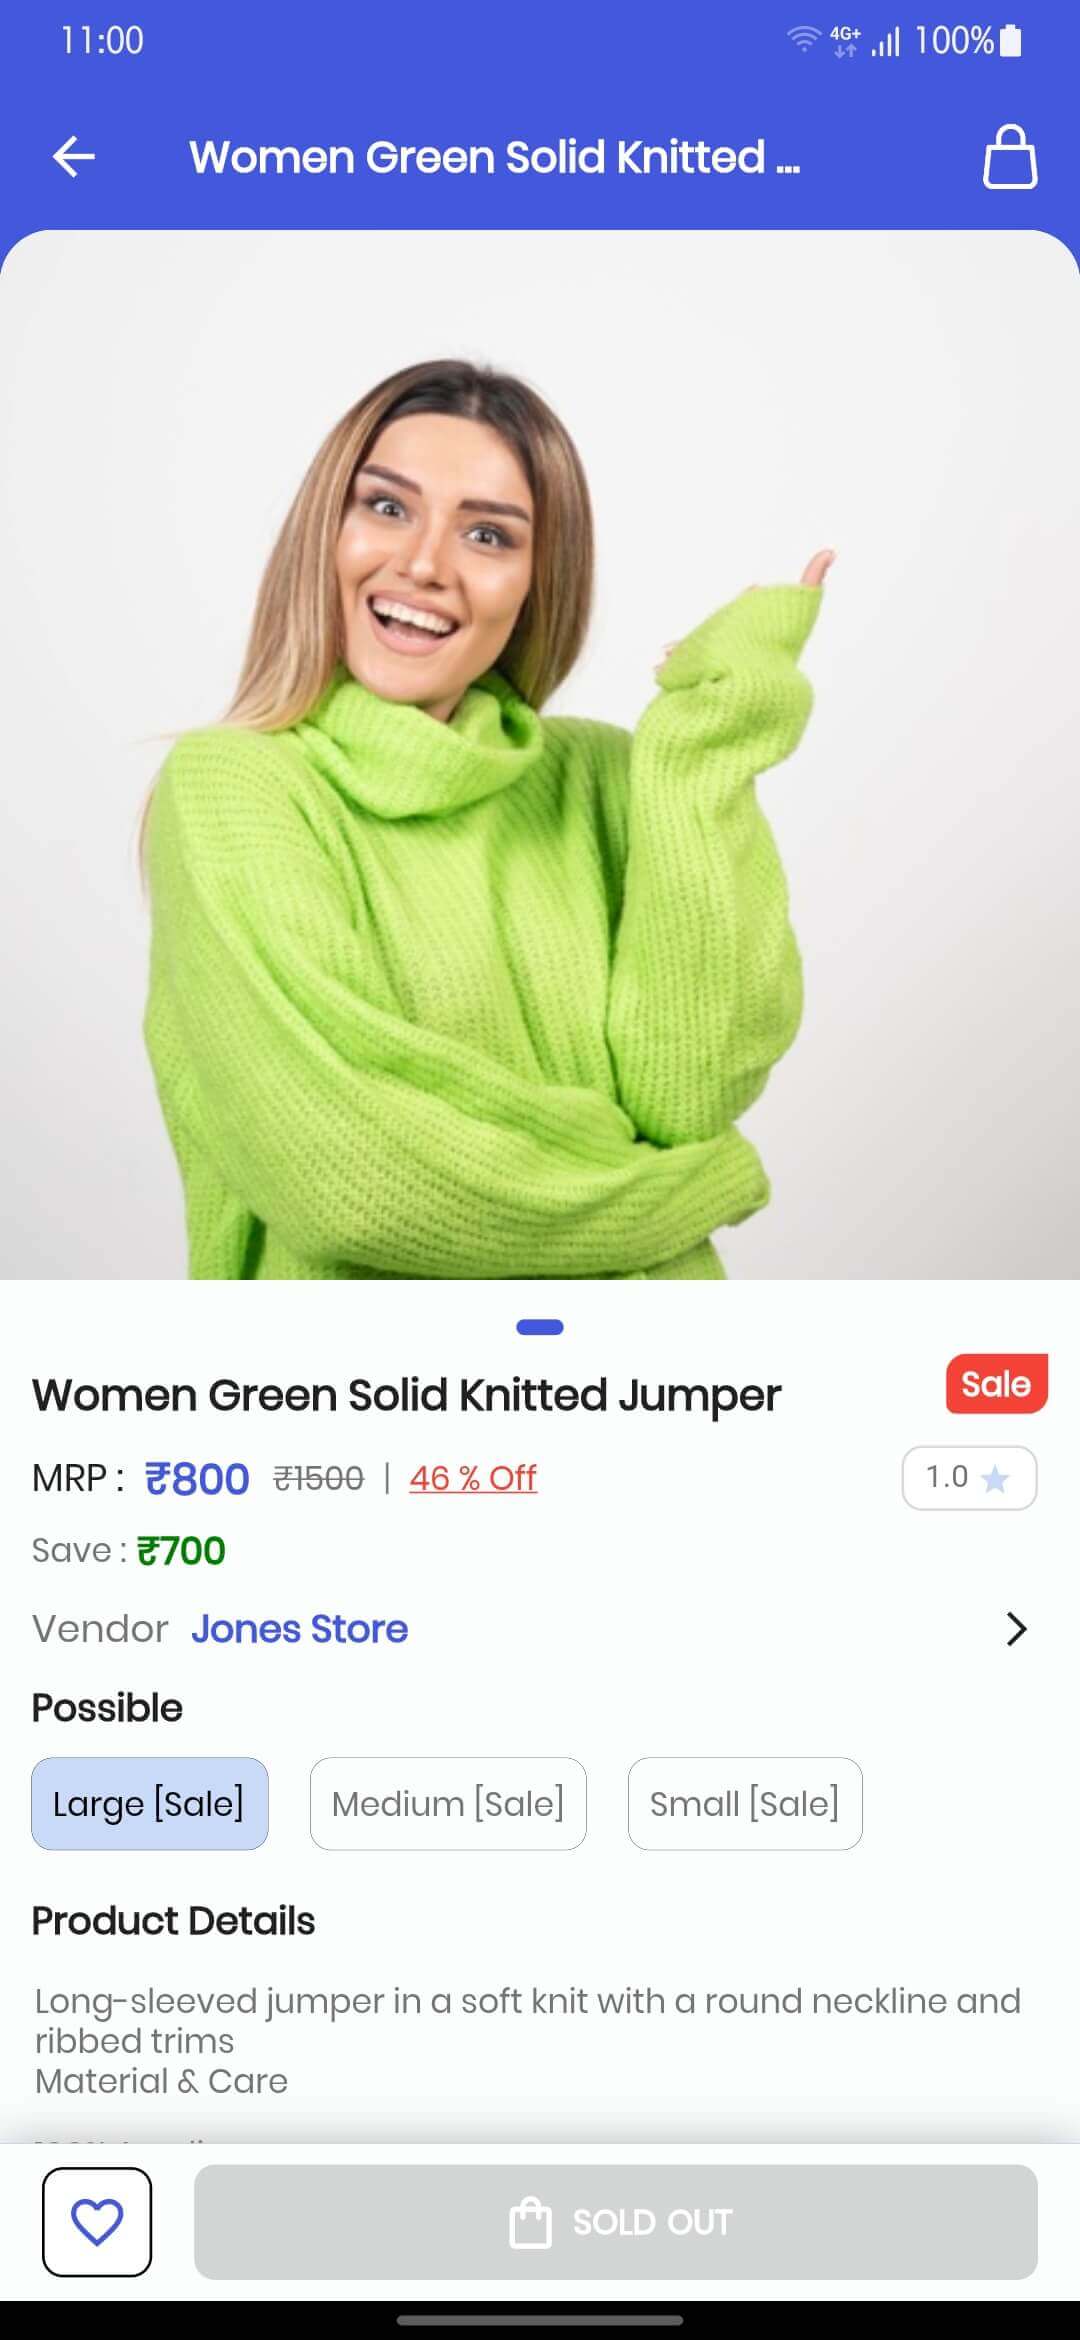 11:00
4G+
100%
Women Green Solid Knitted ...
Women Green Solid Knitted Jumper
Sale
MRP : ₹800 ₹1500 | 46 % Off
1.0
Save : ₹700
Vendor Jones Store
Possible
Large [Sale]
Medium [Sale]
Small [Sale]
Product Details
Long-sleeved jumper in a soft knit with a round neckline and
ribbed trims
Material & Care
SOLD OUT